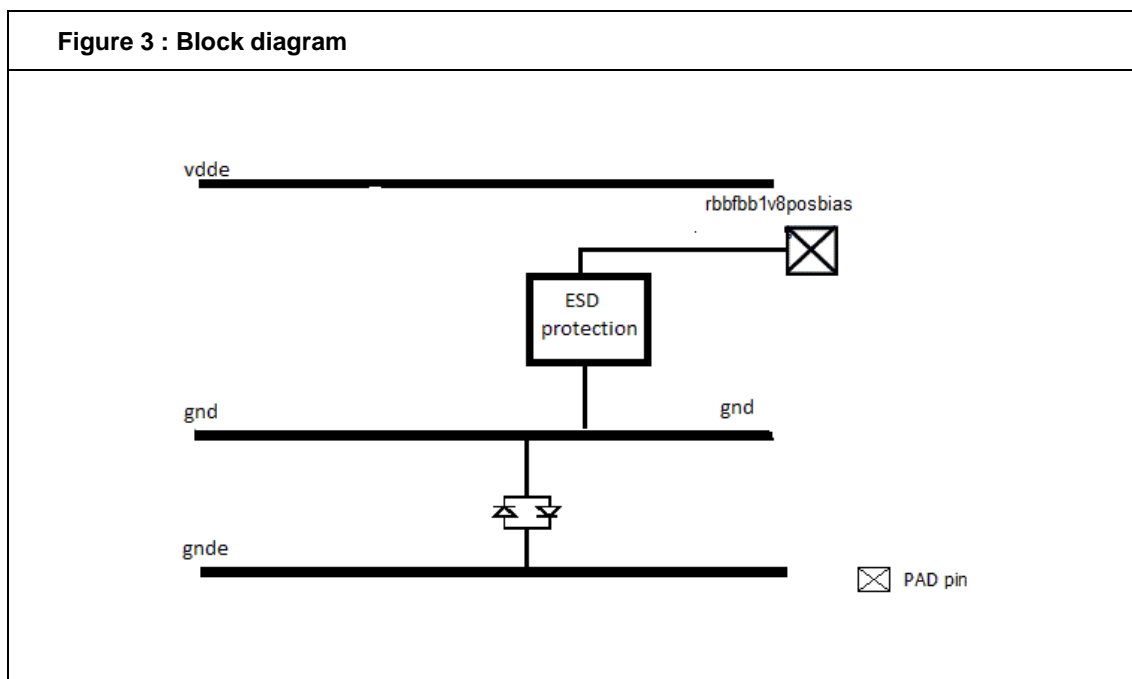 Figure 3 : Block diagram
vdde
rbbfbb1v8posbias
ESD
protection
gnd
gnd
gnde
PAD pin